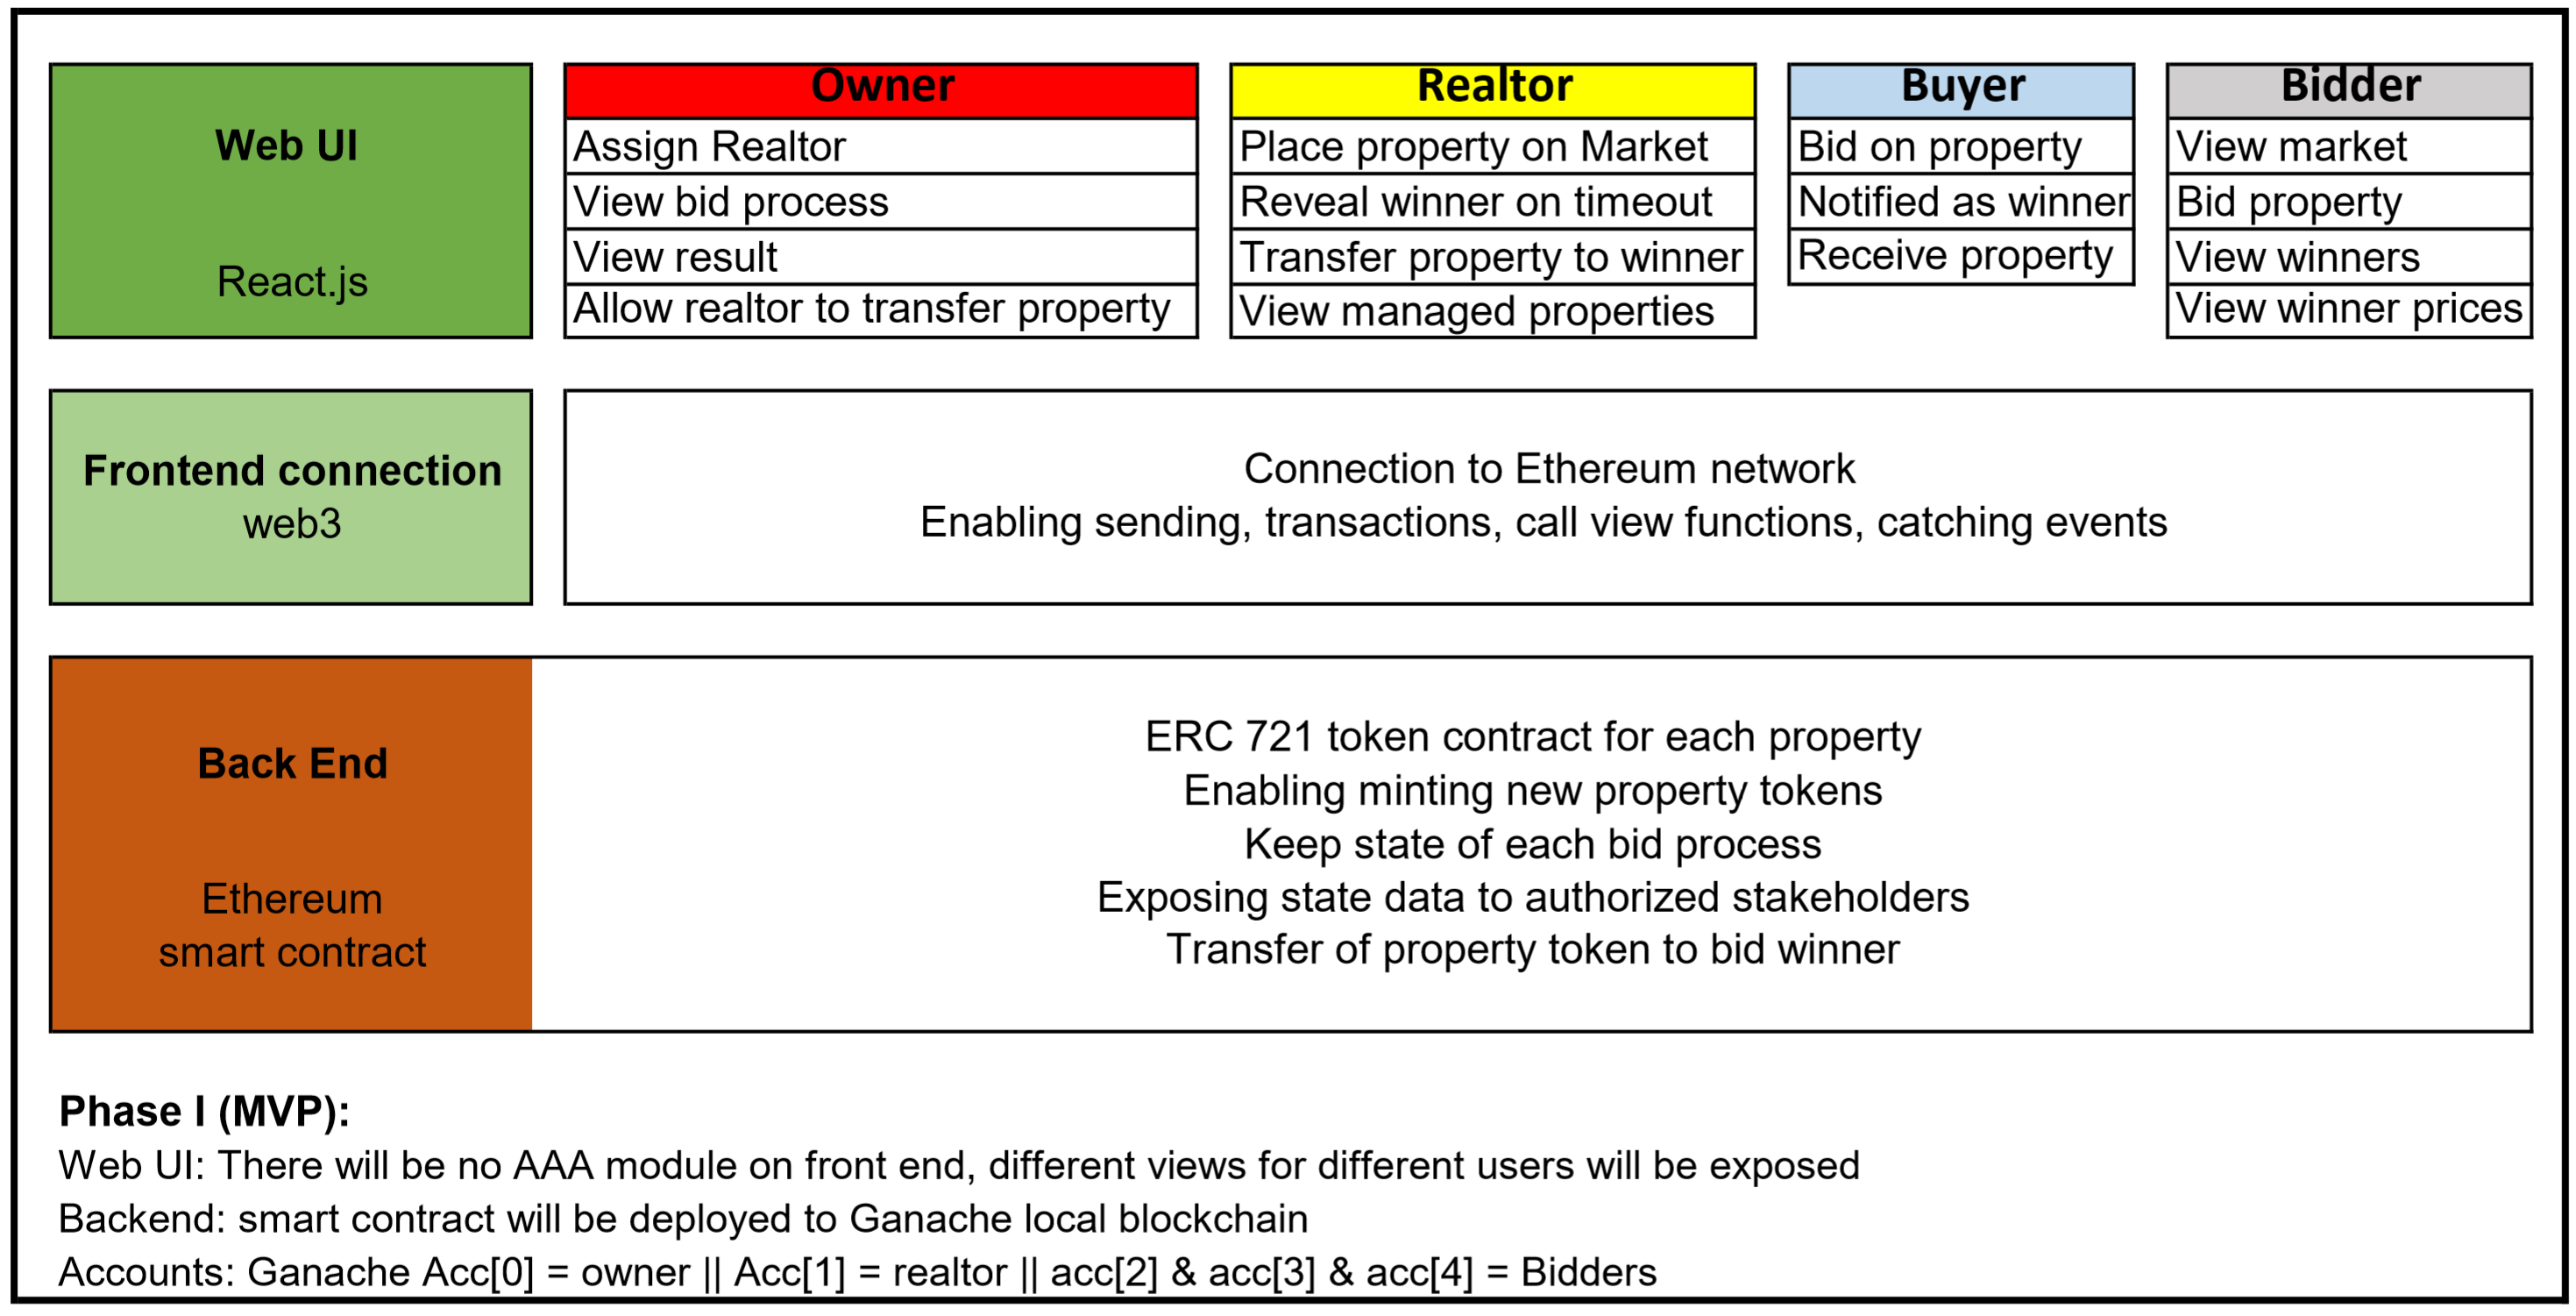 Web UI
React.js
Owner
Assign Realtor
View bid process
View result
Allow realtor to transfer property
Realtor
Place property on Market
Reveal winner on timeout
Transfer property to winner
View managed properties
Buyer
Bid on property
Notified as winner
Receive property
Bidder
View market
Bid property
View winners
View winner prices
Frontend connection
web3
Connection to Ethereum network
Enabling sending, transactions, call view functions, catching events
Back End
Ethereum
smart contract
ERC 721 token contract for each property
Enabling minting new property tokens
Keep state of each bid process
Exposing state data to authorized stakeholders
Transfer of property token to bid winner
Phase I (MVP):
Web UI: There will be no AAA module on front end, different views for different users will be exposed
Backend: smart contract will be deployed to Ganache local blockchain
Accounts: Ganache Acc[0] = owner || Acc[1] = realtor || acc[2] & acc[3] & acc[4] = Bidders